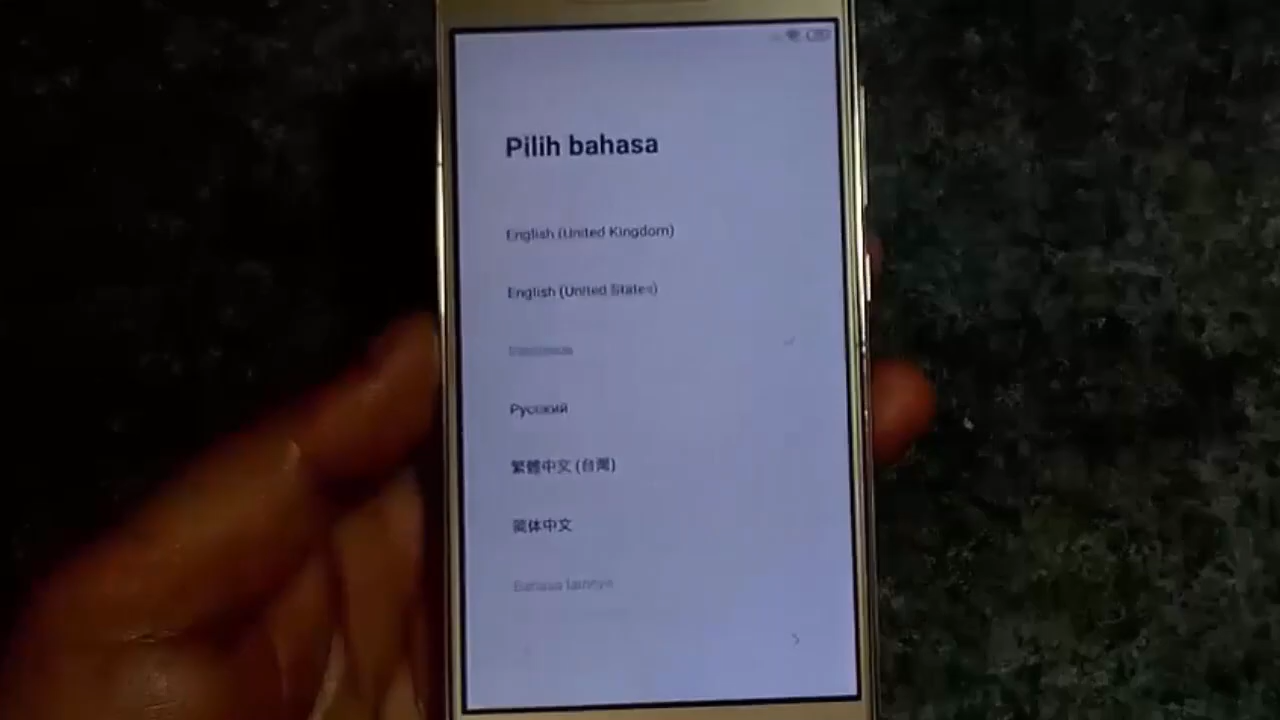 Pilih bahasa
English (United Kingdom)
English (United States)
Indonesia
Русский
繁體中文 (台灣)
简体中文
Bahasa lainnya